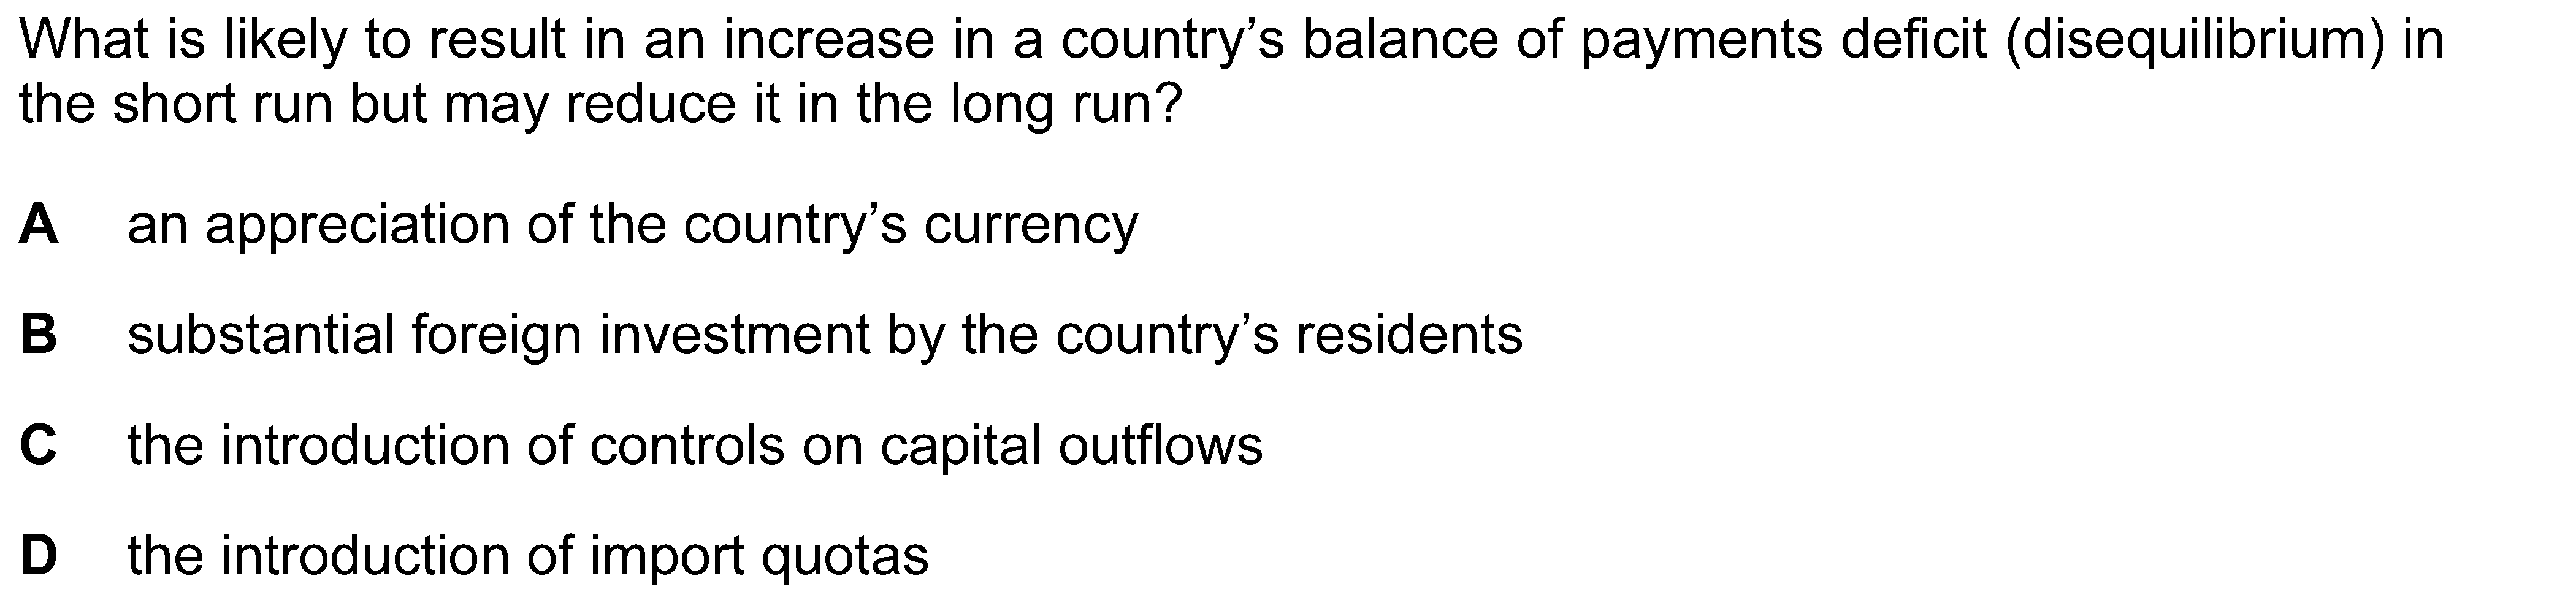 What is likely to result in an increase in a country’s balance of payments deficit (disequilibrium) in
the short run but may reduce it in the long run?
A an appreciation of the country’s currency
B substantial foreign investment by the country’s residents
C the introduction of controls on capital outflows
D the introduction of import quotas